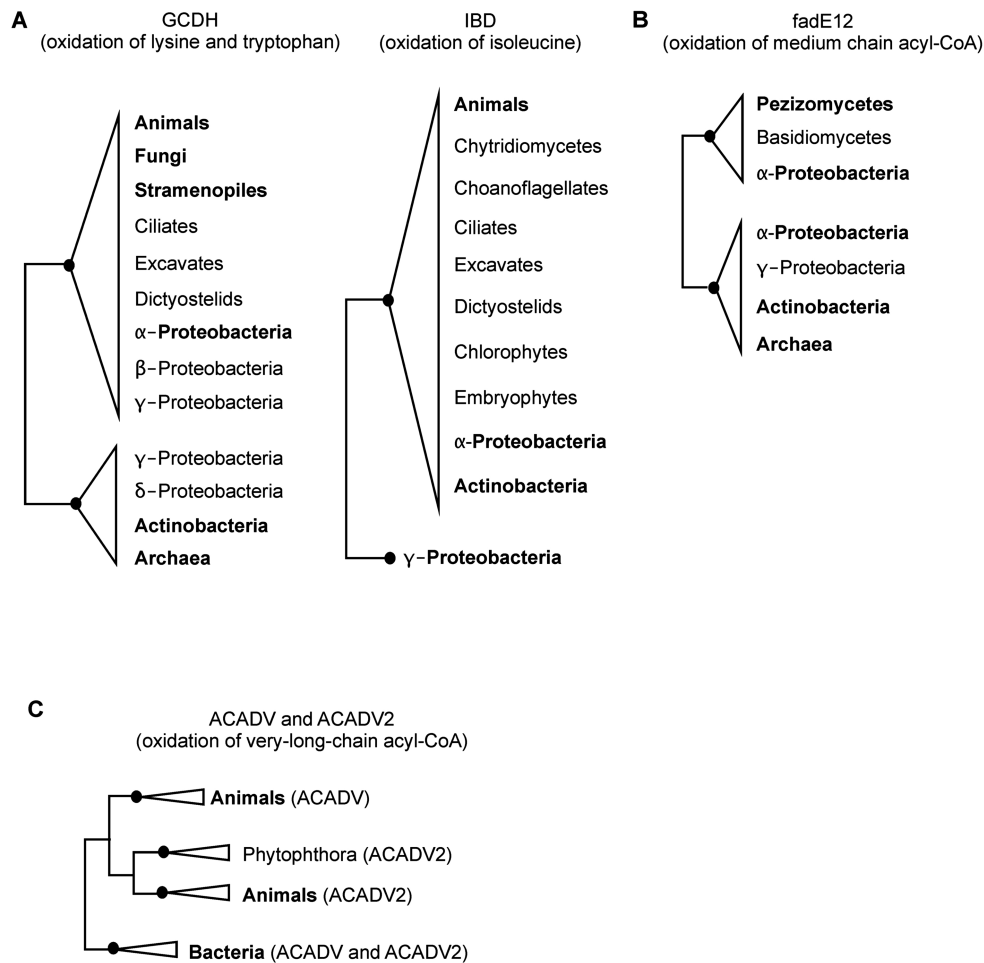 A
GCDH
(oxidation of lysine and tryptophan)
Animals
Fungi
Stramenopiles
Ciliates
Excavates
Dictyostelids
α-Proteobacteria
β-Proteobacteria
γ-Proteobacteria
γ-Proteobacteria
δ-Proteobacteria
Actinobacteria
Archaea
IBD
(oxidation of isoleucine)
Animals
Chytridiomycetes
Choanoflagellates
Ciliates
Excavates
Dictyostelids
Chlorophytes
Embryophytes
α-Proteobacteria
Actinobacteria
γ-Proteobacteria
B
fadE12
(oxidation of medium chain acyl-CoA)
Pezizomycetes
Basidiomycetes
α-Proteobacteria
α-Proteobacteria
γ-Proteobacteria
Actinobacteria
Archaea
C
ACADV and ACADV2
(oxidation of very-long-chain acyl-CoA)
Animals (ACADV)
Phytophthora (ACADV2)
Animals (ACADV2)
Bacteria (ACADV and ACADV2)